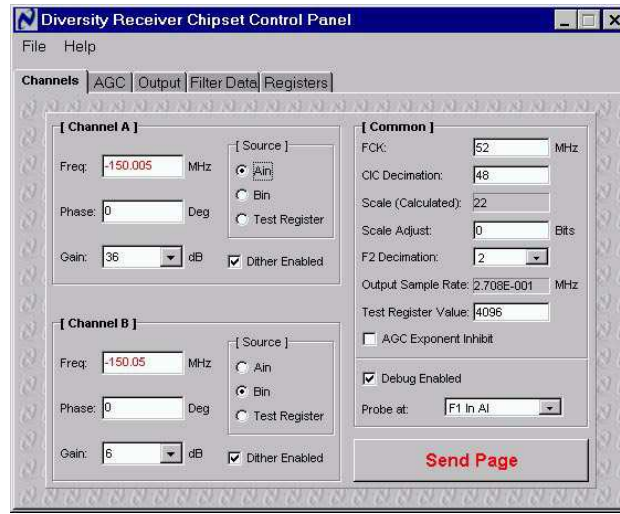 Diversity Receiver Chipset Control Panel
File Help
Channels AGC Output Filter Data Registers
[ Channel A ]
Freq: -150.005 MHz
Phase: 0 Deg
Gain: 36 dB
[ Source ]
Ain
Bin
Test Register
Dither Enabled
[ Channel B ]
Freq: -150.05 MHz
Phase: 0 Deg
Gain: 6 dB
[ Source ]
Ain
Bin
Test Register
Dither Enabled
[ Common ]
FCK: 52 MHz
CIC Decimation: 48
Scale (Calculated): 22
Scale Adjust: 0 Bits
F2 Decimation: 2
Output Sample Rate: 2.708E-001 MHz
Test Register Value: 4096
AGC Exponent Inhibit
Debug Enabled
Probe at: F1 In AI
Send Page